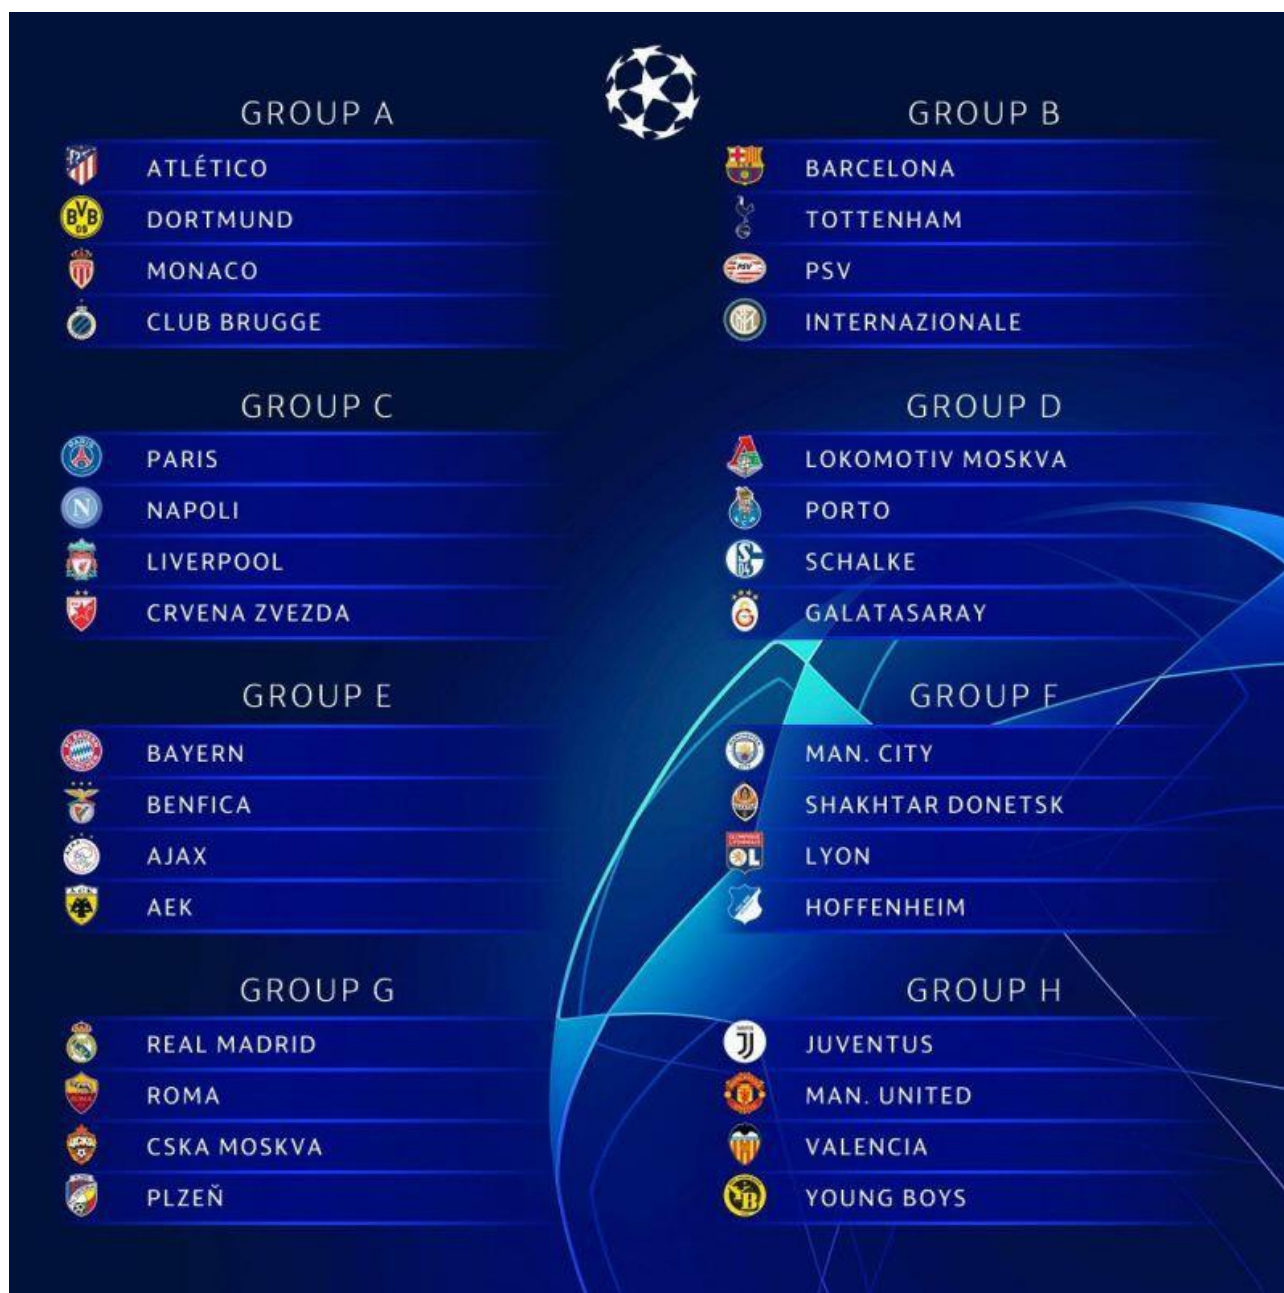 GROUP A
ATLÉTICO
DORTMUND
MONACO
CLUB BRUGGE
GROUP B
BARCELONA
TOTTENHAM
PSV
INTERNAZIONALE
GROUP C
PARIS
NAPOLI
LIVERPOOL
CRVENA ZVEZDA
GROUP D
LOKOMOTIV MOSKVA
PORTO
SCHALKE
GALATASARAY
GROUP E
BAYERN
BENFICA
AJAX
AEK
GROUP F
MAN. CITY
SHAKHTAR DONETSK
LYON
HOFFENHEIM
GROUP G
REAL MADRID
ROMA
CSKA MOSKVA
PLZEŇ
GROUP H
JUVENTUS
MAN. UNITED
VALENCIA
YOUNG BOYS